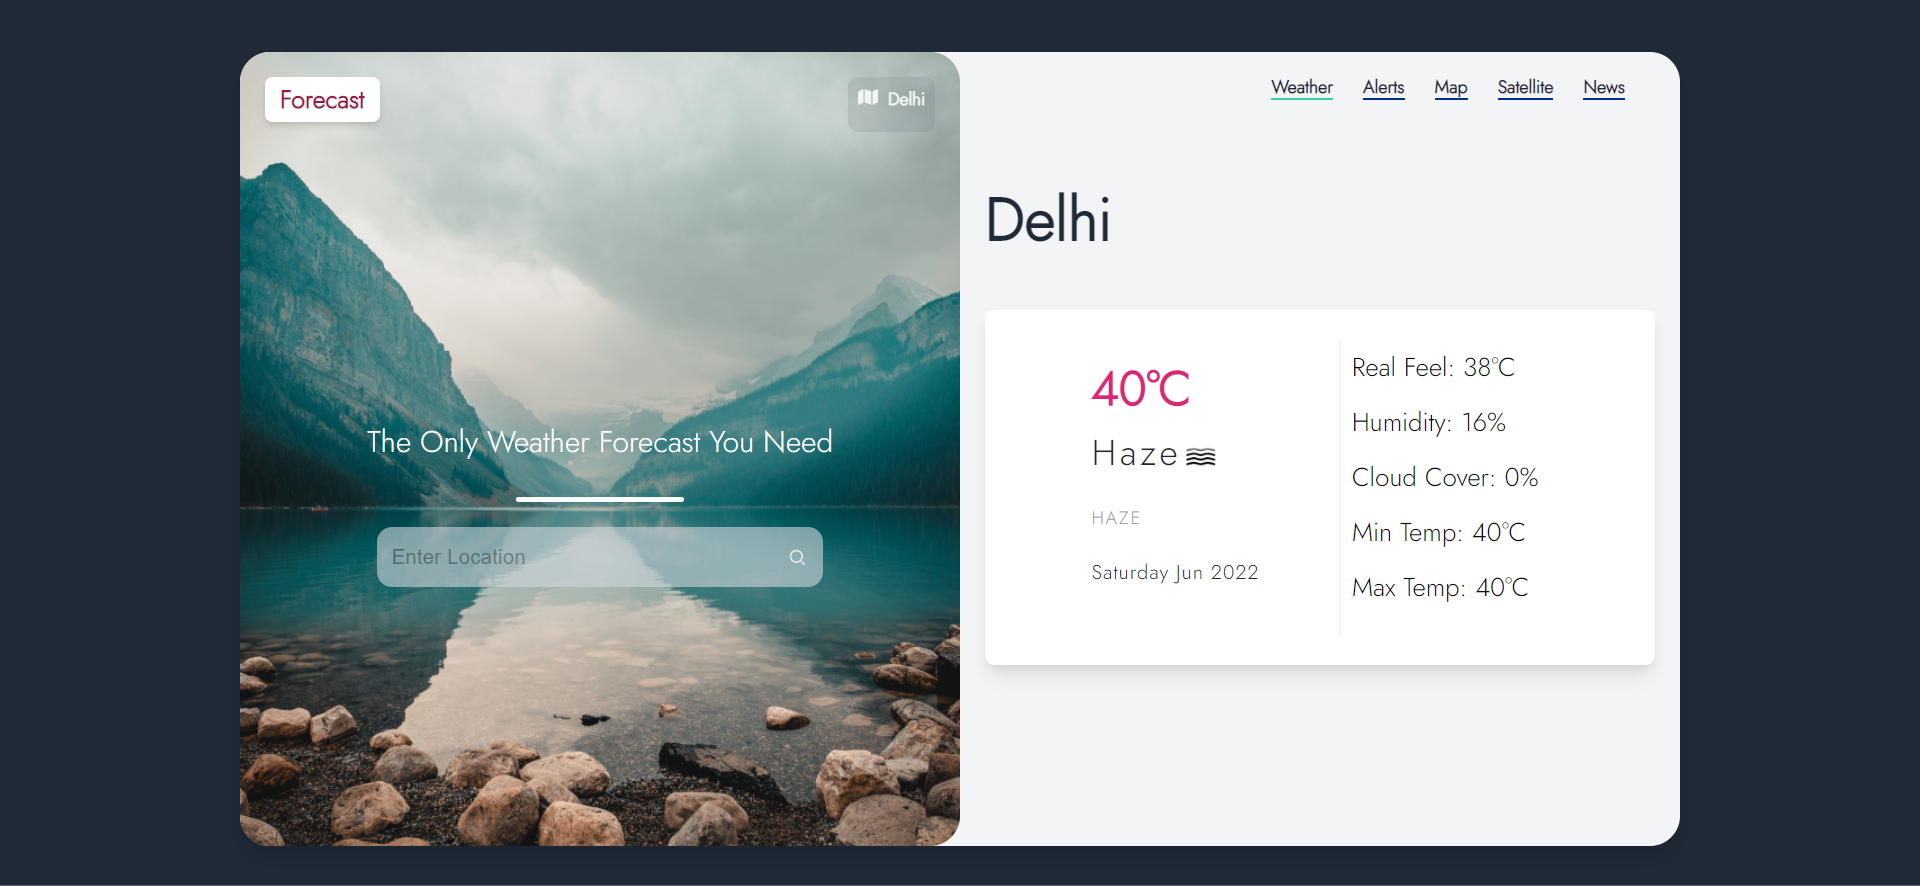 Forecast
Delhi
The Only Weather Forecast You Need
Enter Location
Weather Alerts Map Satellite News
Delhi
40°C
Haze
HAZE
Saturday Jun 2022
Real Feel: 38°C
Humidity: 16%
Cloud Cover: 0%
Min Temp: 40°C
Max Temp: 40°C